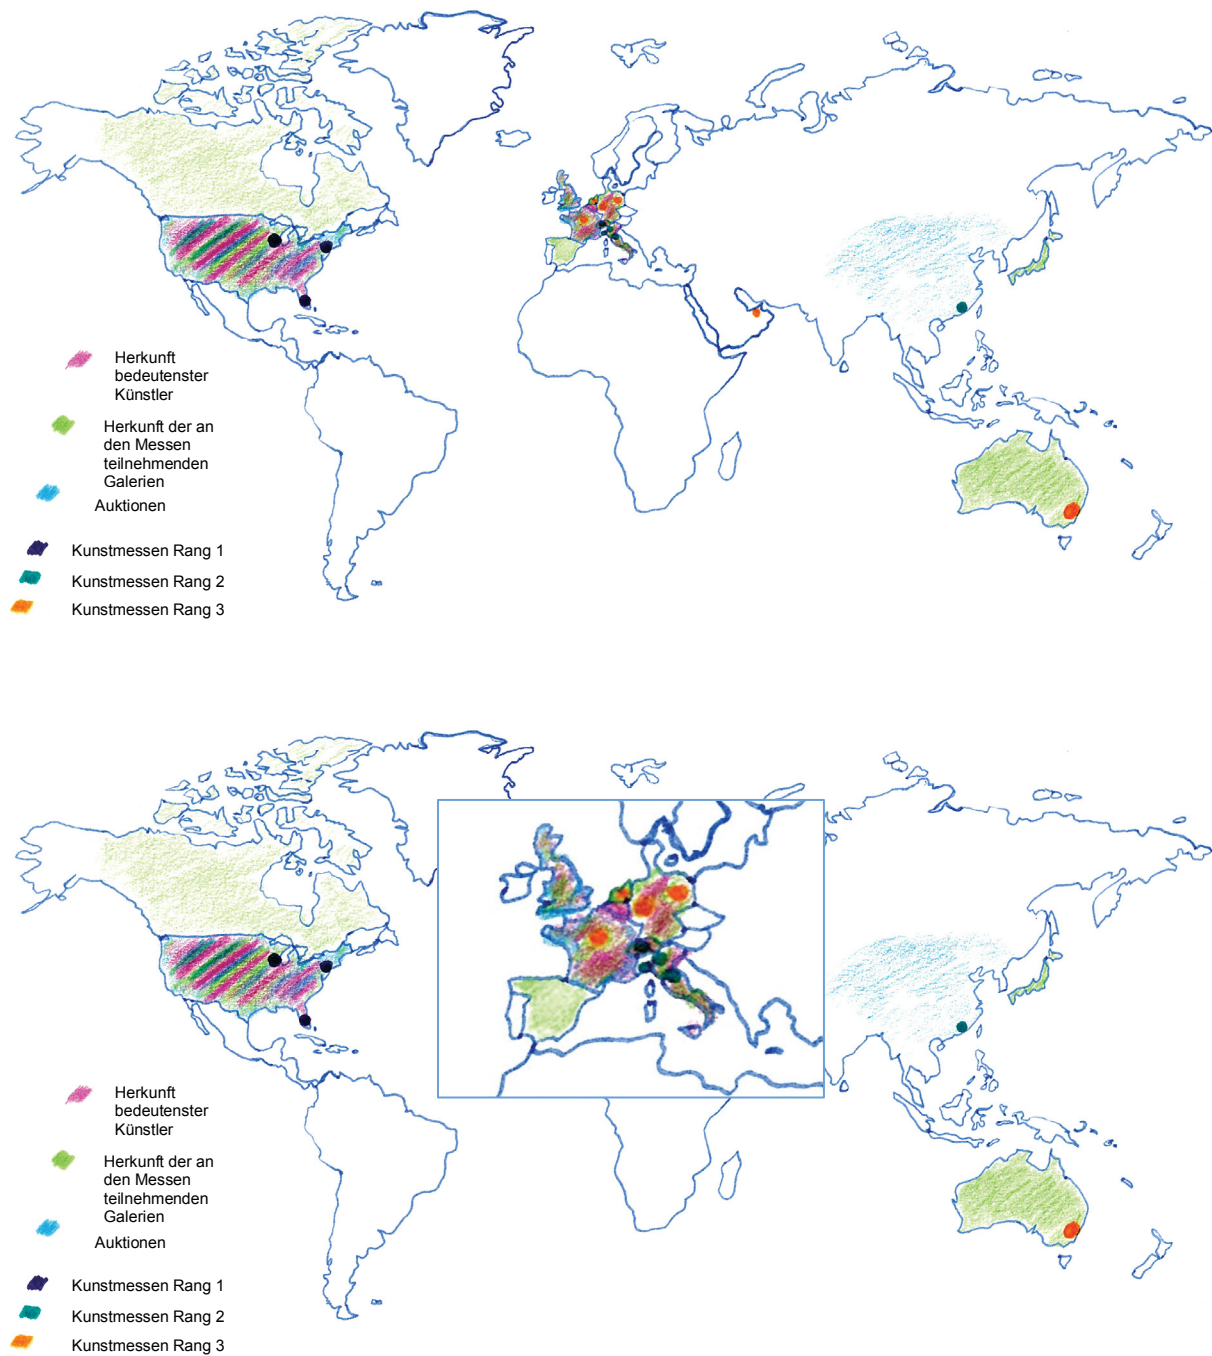 Herkunft
bedeutenster
Künstler
Herkunft der an
den Messen
teilnehmenden
Galerien
Auktionen
Kunstmessen Rang 1
Kunstmessen Rang 2
Kunstmessen Rang 3
Herkunft
bedeutenster
Künstler
Herkunft der an
den Messen
teilnehmenden
Galerien
Auktionen
Kunstmessen Rang 1
Kunstmessen Rang 2
Kunstmessen Rang 3